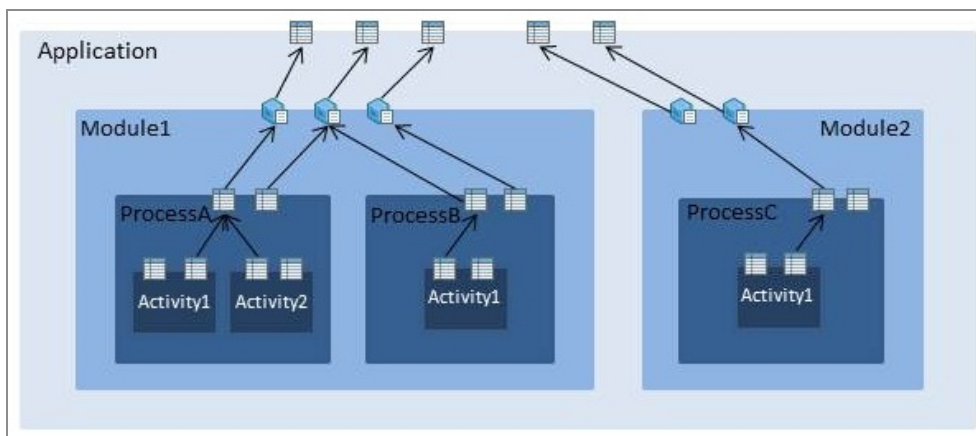 Application
Module1
Module2
ProcessA
ProcessB
ProcessC
Activity1
Activity2
Activity1
Activity1